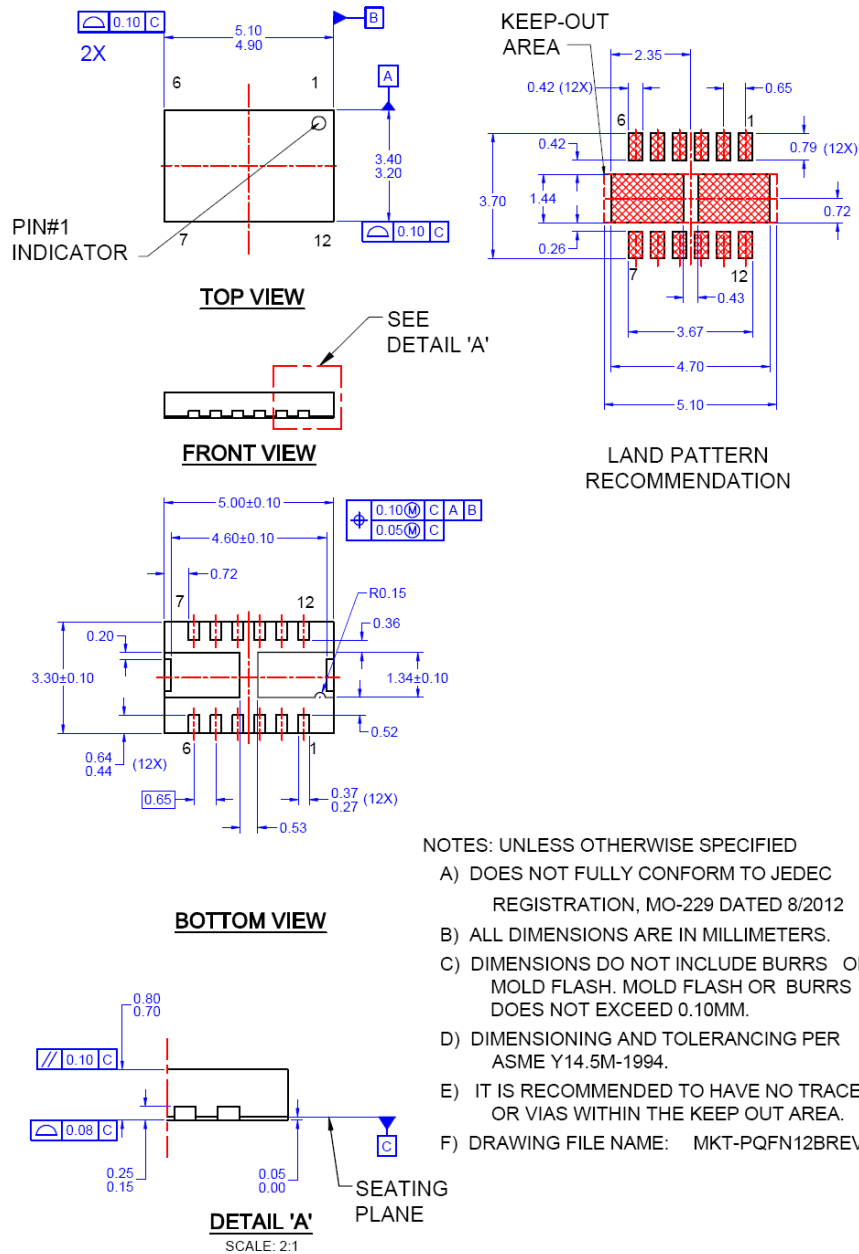 0.10 C
2X
5.10
4.90
B
6
1
A
3.40
3.20
PIN#1
INDICATOR
7
12
0.10 C
TOP VIEW
KEEP-OUT
AREA
2.35
0.42 (12X)
0.65
6
1
0.42
0.79 (12X)
3.70
1.44
0.72
0.26
7
12
0.43
3.67
4.70
5.10
LAND PATTERN
RECOMMENDATION
SEE
DETAIL 'A'
FRONT VIEW
5.00±0.10
0.10 M C A B
0.05 M C
4.60±0.10
0.72
7
12
R0.15
0.36
0.20
3.30±0.10
1.34±0.10
6
1
0.52
0.64
0.44
(12X)
0.65
0.37
0.27
(12X)
0.53
BOTTOM VIEW
NOTES: UNLESS OTHERWISE SPECIFIED
A) DOES NOT FULLY CONFORM TO JEDEC
REGISTRATION, MO-229 DATED 8/2012
B) ALL DIMENSIONS ARE IN MILLIMETERS.
C) DIMENSIONS DO NOT INCLUDE BURRS
MOLD FLASH. MOLD FLASH OR BURRS
DOES NOT EXCEED 0.10MM.
D) DIMENSIONING AND TOLERANCING PER
ASME Y14.5M-1994.
E) IT IS RECOMMENDED TO HAVE NO TRACE
OR VIAS WITHIN THE KEEP OUT AREA.
F) DRAWING FILE NAME: MKT-PQFN12BREV
0.80
0.70
// 0.10 C
0.08 C
0.25
0.15
0.05
0.00
C
SEATING
PLANE
DETAIL 'A'
SCALE: 2:1